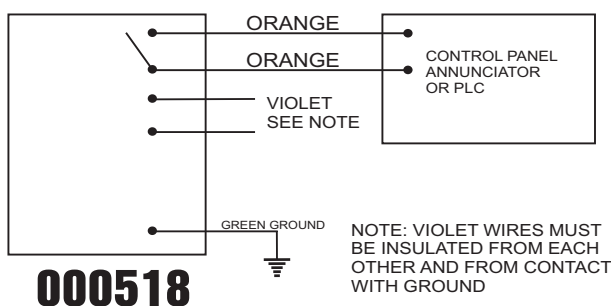 ORANGE
ORANGE
CONTROL PANEL
ANNUNCIATOR
OR PLC
VIOLET
SEE NOTE
GREEN GROUND
NOTE: VIOLET WIRES MUST
BE INSULATED FROM EACH
OTHER AND FROM CONTACT
WITH GROUND
000518